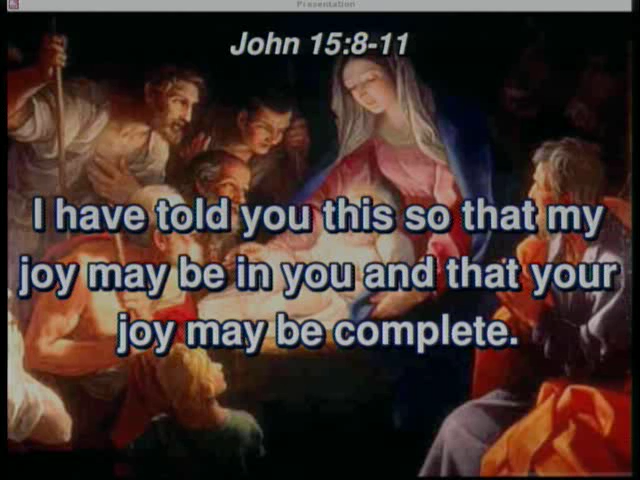 Presentation
John 15:8-11
I have told you this so that my
joy may be in you and that your
joy may be complete.